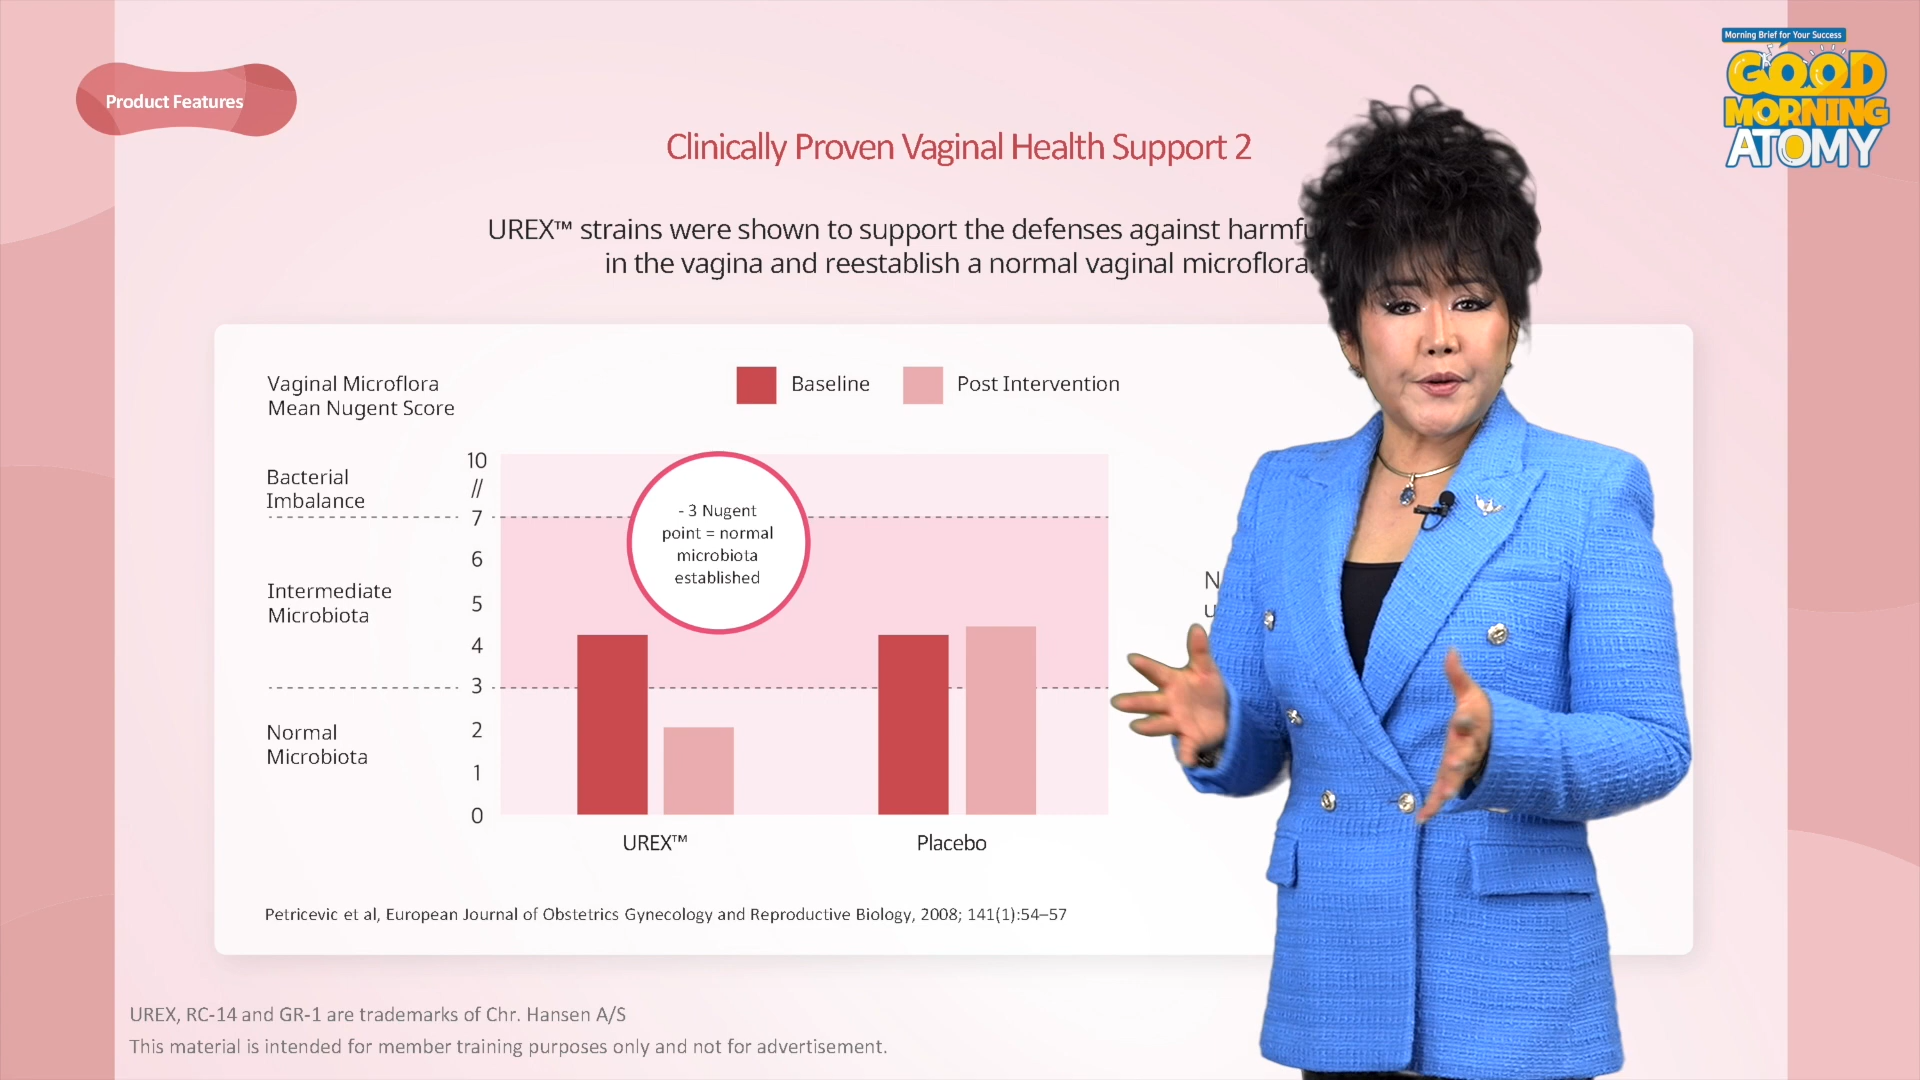 Morning Brief for Your Success
GOOD
MORNING
ATOMY
Product Features
Clinically Proven Vaginal Health Support 2
UREX™ strains were shown to support the defenses against
in the vagina and reestablish a normal vaginal microflora.
Vaginal Microflora
Mean Nugent Score
Baseline
Post Intervention
Bacterial
Imbalance
Intermediate
Microbiota
Normal
Microbiota
10
//
7
6
5
4
3
2
1
0
- 3 Nugent
point = normal
microbiota
established
UREX™
Placebo
Petricevic et al, European Journal of Obstetrics Gynecology and Reproductive Biology, 2008; 141(1):54–57
UREX, RC-14 and GR-1 are trademarks of Chr. Hansen A/S
This material is intended for member training purposes only and not for advertisement.